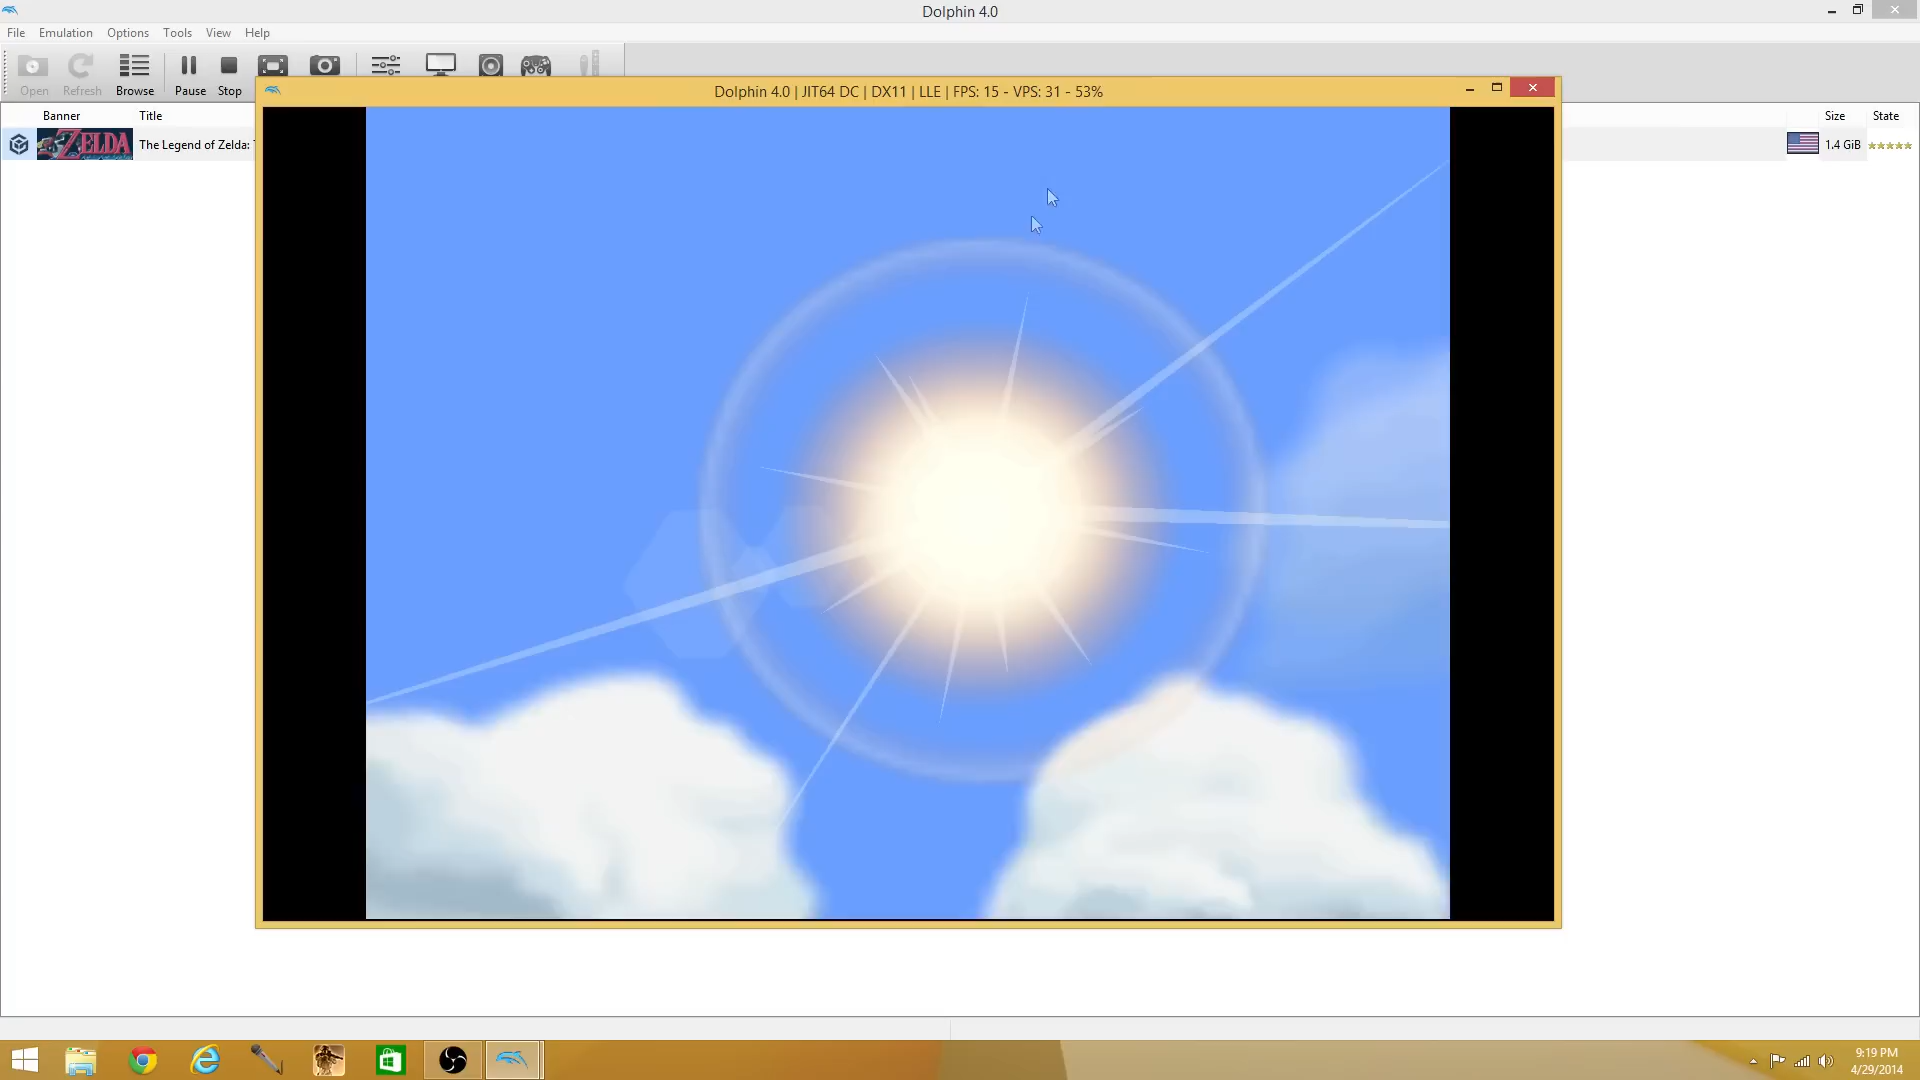 Dolphin 4.0
File Emulation Options Tools View Help
Open Refresh Browse Pause Stop
Dolphin 4.0 | JIT64 DC | DX11 | LLE | FPS: 15 - VPS: 31 - 53%
Banner Title Size State
ZELDA The Legend of Zelda: 1.4 GiB
9:19 PM
4/29/2014